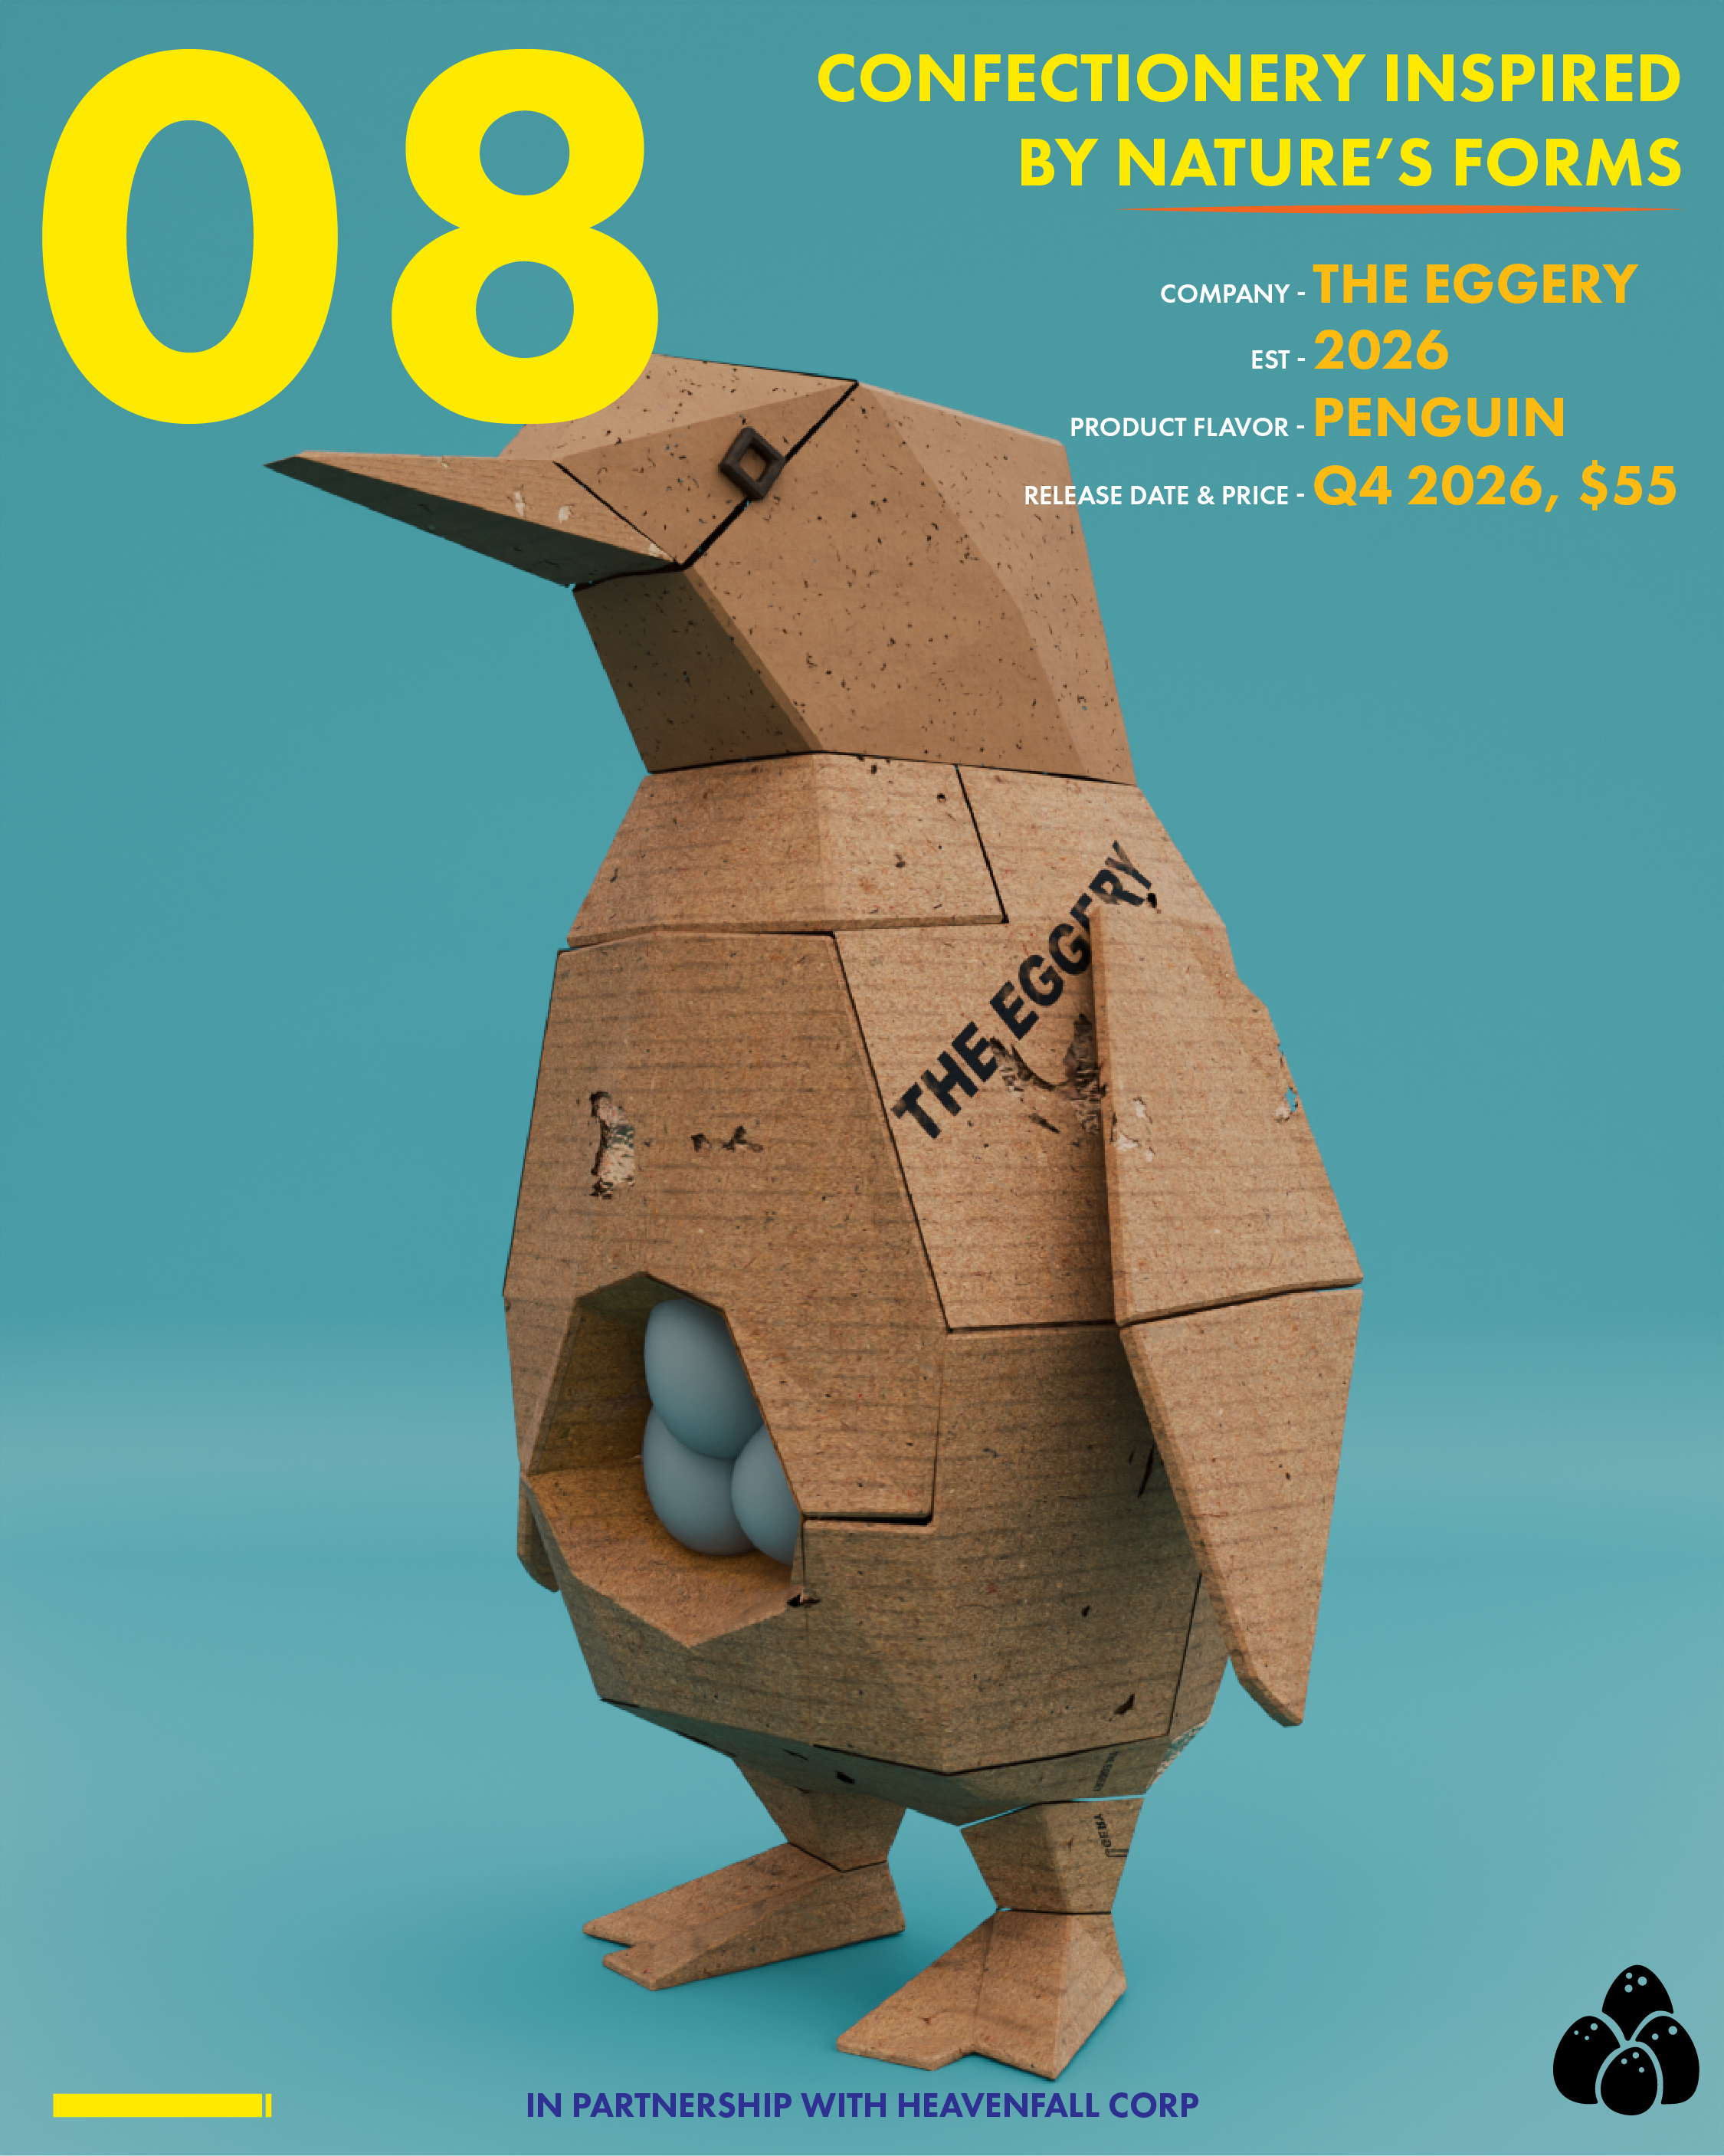 08
CONFECTIONERY INSPIRED
BY NATURE’S FORMS
COMPANY - THE EGGERY
EST - 2026
PRODUCT FLAVOR - PENGUIN
RELEASE DATE & PRICE - Q4 2026, $55
THE EGGERY
IN PARTNERSHIP WITH HEAVENFALL CORP